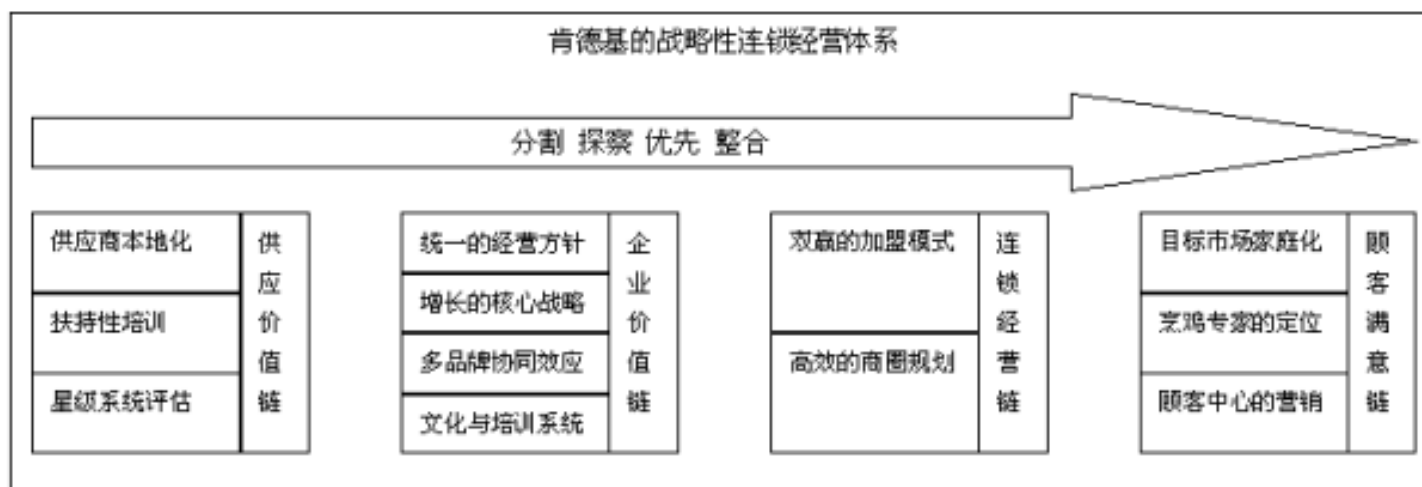 肯德基的战略性连锁经营体系
分割 探察 优先 整合
供应商本地化
扶持性培训
星级系统评估
供应价值链
统一的经营方针
增长的核心战略
多品牌协同效应
文化与培训系统
企业价值链
双赢的加盟模式
高效的商圈规划
连锁经营链
目标市场家庭化
烹鸡专家的定位
顾客中心的营销
顾客满意链